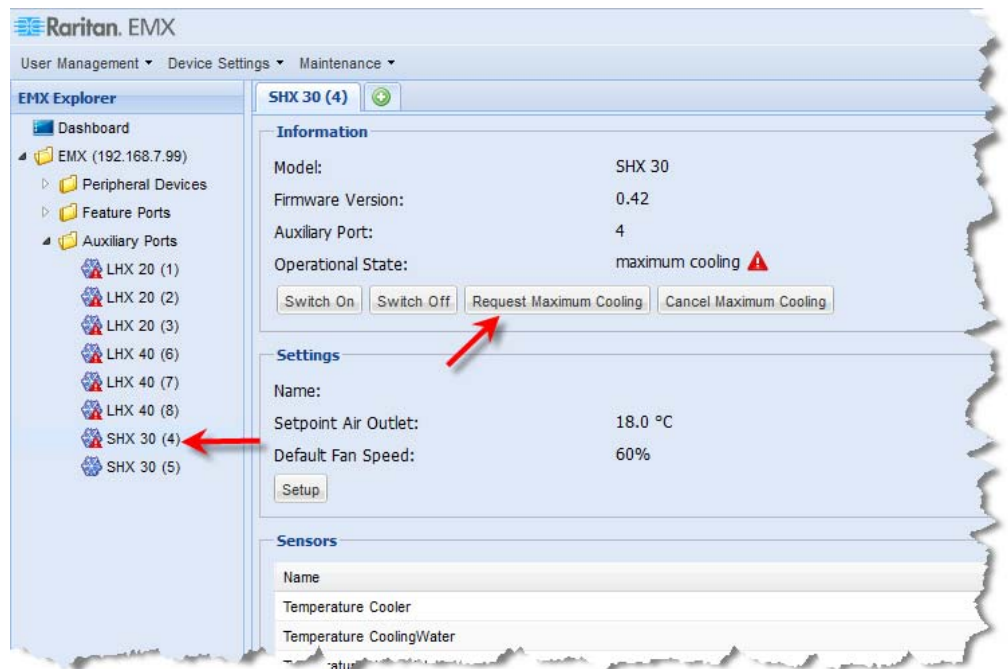 Raritan. EMX
User Management Device Settings Maintenance
EMX Explorer
Dashboard
EMX (192.168.7.99)
Peripheral Devices
Feature Ports
Auxiliary Ports
LHX 20 (1)
LHX 20 (2)
LHX 20 (3)
LHX 40 (6)
LHX 40 (7)
LHX 40 (8)
SHX 30 (4)
SHX 30 (5)
SHX 30 (4)
Information
Model: SHX 30
Firmware Version: 0.42
Auxiliary Port: 4
Operational State: maximum cooling
Switch On Switch Off Request Maximum Cooling Cancel Maximum Cooling
Settings
Name:
Setpoint Air Outlet: 18.0 °C
Default Fan Speed: 60%
Setup
Sensors
Name
Temperature Cooler
Temperature CoolingWater